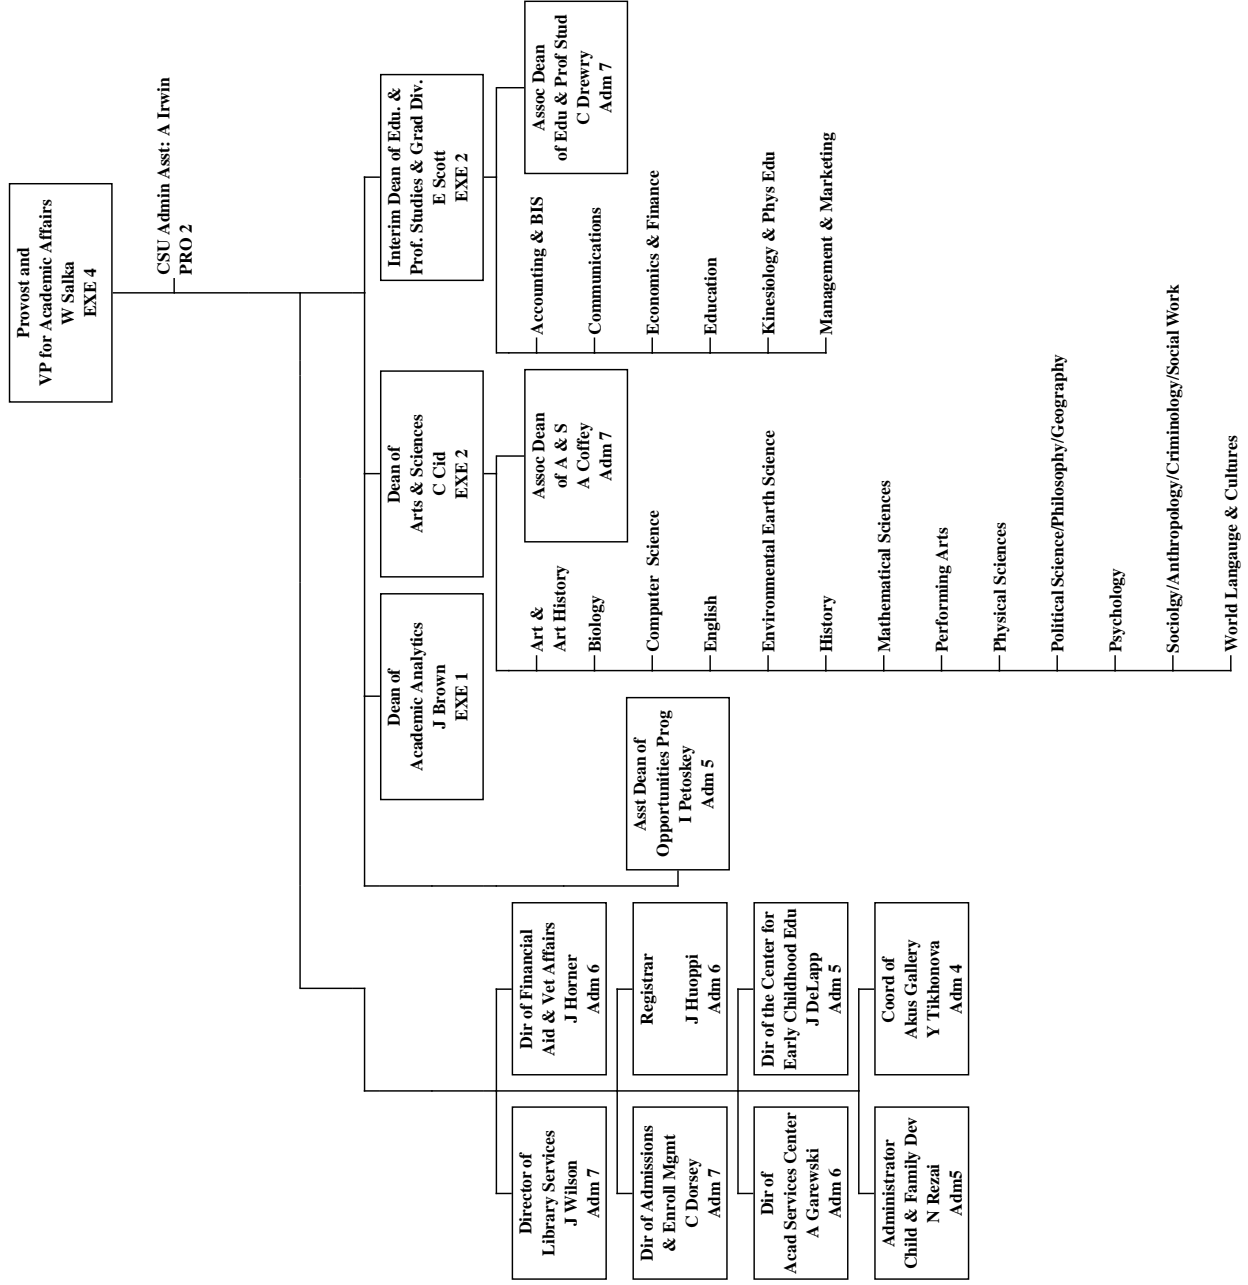 Provost and
VP for Academic Affairs
W Salka
EXE 4
CSU Admin Asst: A Irwin
PRO 2
Director of
Library Services
J Wilson
Adm 7
Dir of Financial
Aid & Vet Affairs
J Horner
Adm 6
Dir of Admissions
& Enroll Mgmt
C Dorsey
Adm 7
Registrar
J Huoppi
Adm 6
Dir of
Acad Services Center
A Garewski
Adm 6
Dir of the Center for
Early Childhood Edu
J DeLapp
Adm 5
Administrator
Child & Family Dev
N Rezai
Adm5
Coord of
Akus Gallery
Y Tikhonova
Adm 4
Asst Dean of
Opportunities Prog
I Petoskey
Adm 5
Dean of
Academic Analytics
J Brown
EXE 1
Dean of
Arts & Sciences
C Cid
EXE 2
Assoc Dean
of A & S
A Coffey
Adm 7
Art &
Art History
Biology
Computer Science
English
Environmental Earth Science
History
Mathematical Sciences
Performing Arts
Physical Sciences
Political Science/Philosophy/Geography
Psychology
Sociolgy/Anthropology/Criminology/Social Work
World Langauge & Cultures
Interim Dean of Edu. &
Prof. Studies & Grad Div.
E Scott
EXE 2
Assoc Dean
of Edu & Prof Stud
C Drewry
Adm 7
Accounting & BIS
Communications
Economics & Finance
Education
Kinesiology & Phys Edu
Management & Marketing